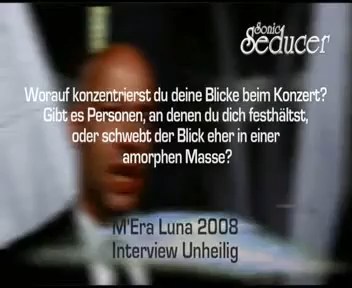 Sonic
Seducer
Worauf konzentrierst du deine Blicke beim Konzert?
Gibt es Personen, an denen du dich festhältst,
oder schwebt der Blick eher in einer
amorphen Masse?
M'Era Luna 2008
Interview Unheilig